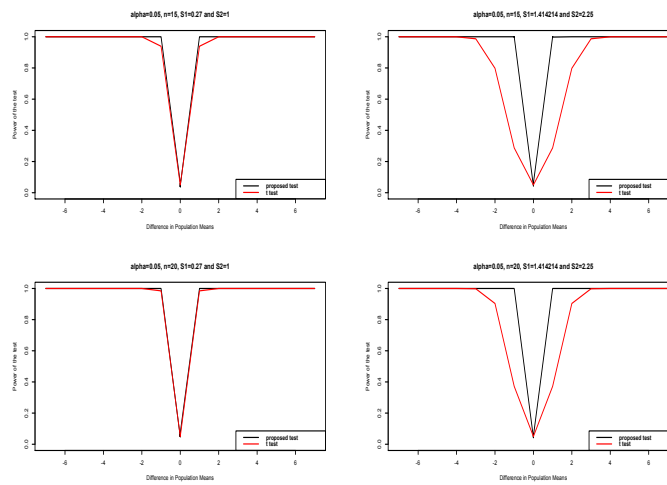 alpha=0.05, n=15, S1=0.27 and S2=1
Power of the test
0.0 0.2 0.4 0.6 0.8 1.0
-6 -4 -2 0 2 4 6
Difference in Population Means
proposed test
t test
alpha=0.05, n=15, S1=1.414214 and S2=2.25
Power of the test
0.0 0.2 0.4 0.6 0.8 1.0
-6 -4 -2 0 2 4 6
Difference in Population Means
proposed test
t test
alpha=0.05, n=20, S1=0.27 and S2=1
Power of the test
0.0 0.2 0.4 0.6 0.8 1.0
-6 -4 -2 0 2 4 6
Difference in Population Means
proposed test
t test
alpha=0.05, n=20, S1=1.414214 and S2=2.25
Power of the test
0.0 0.2 0.4 0.6 0.8 1.0
-6 -4 -2 0 2 4 6
Difference in Population Means
proposed test
t test